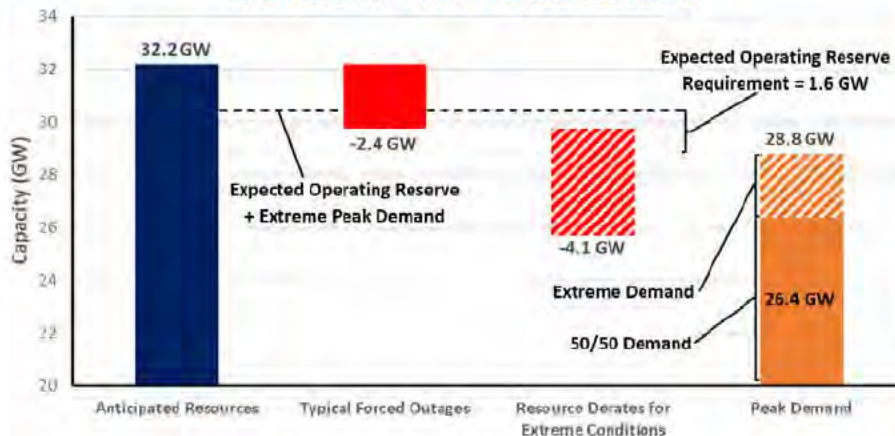 34
32
30
28
26
24
22
20
Capacity (GW)
32.2 GW
-2.4 GW
-4.1 GW
28.8 GW
26.4 GW
Expected Operating Reserve
Requirement = 1.6 GW
Expected Operating Reserve
+ Extreme Peak Demand
Extreme Demand
50/50 Demand
Anticipated Resources
Typical Forced Outages
Resource Derates for
Extreme Conditions
Peak Demand